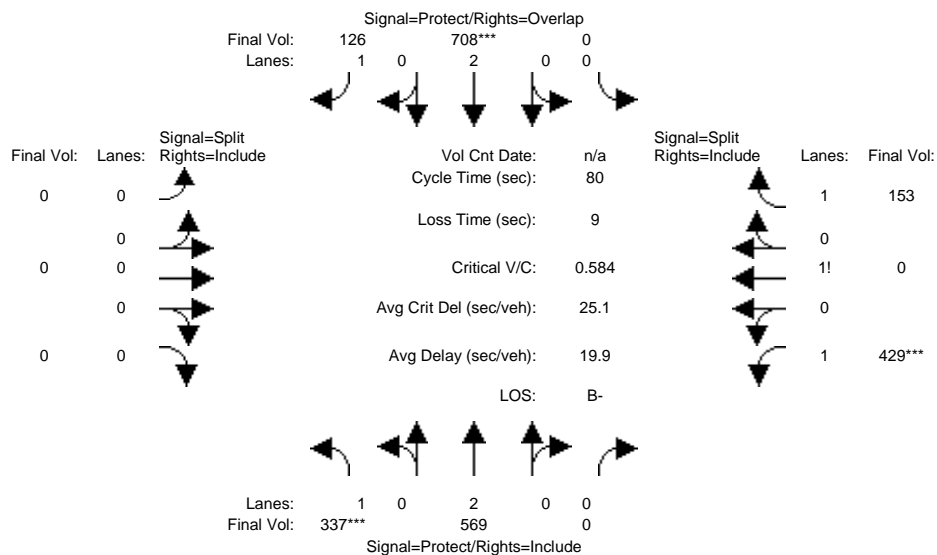 Signal=Protect/Rights=Overlap
Final Vol: 126 708*** 0
Lanes: 1 0 2 0 0
Signal=Split
Final Vol: Lanes: Rights=Include
Vol Cnt Date: n/a
Signal=Split
Rights=Include Lanes: Final Vol:
Cycle Time (sec): 80
0 0
1 153
Loss Time (sec): 9
0
0
0 0
Critical V/C: 0.584
1! 0
0
Avg Crit Del (sec/veh): 25.1
0
0 0
Avg Delay (sec/veh): 19.9
1 429***
LOS: B-
Lanes: 1 0 2 0 0
Final Vol: 337*** 569 0
Signal=Protect/Rights=Include